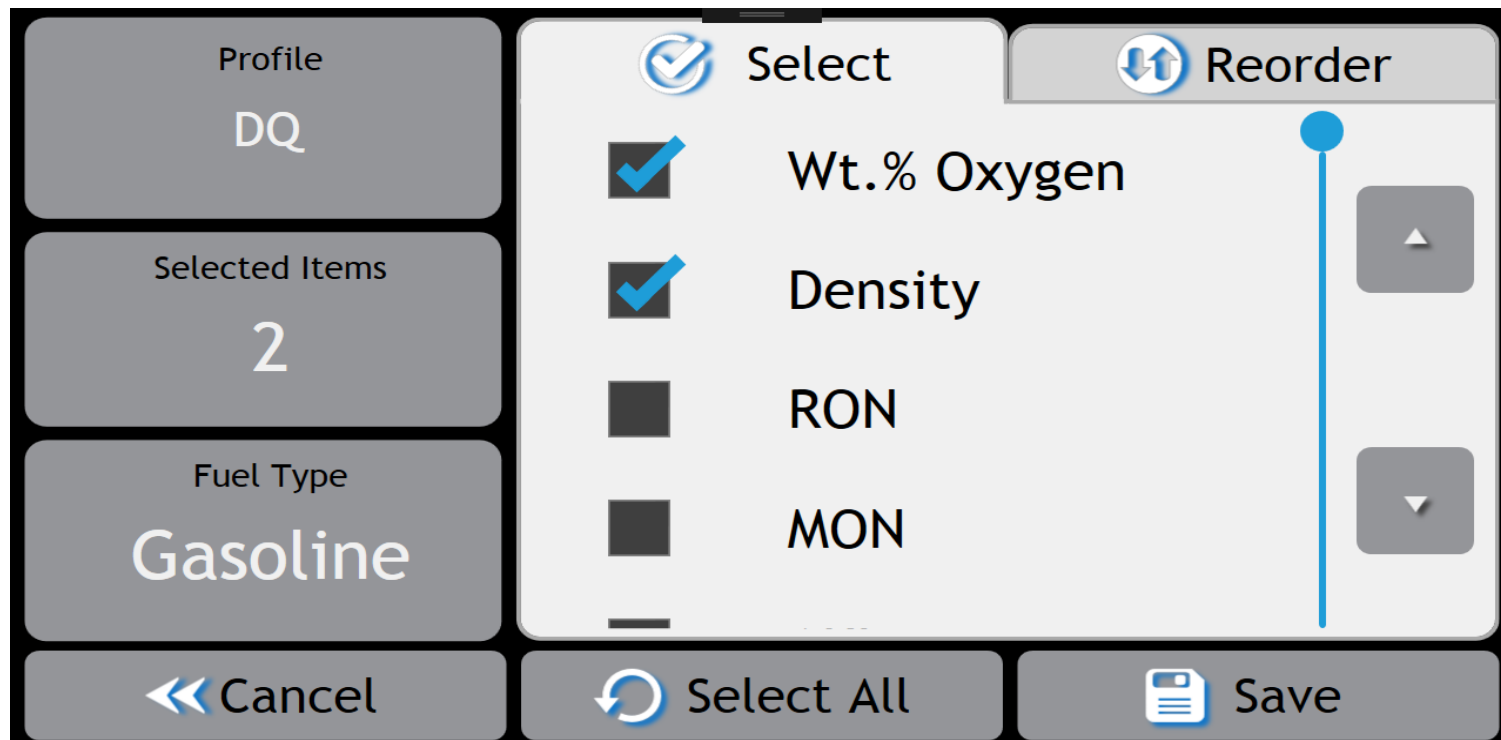 Profile
DQ
Selected Items
2
Fuel Type
Gasoline
Select
Reorder
Wt.% Oxygen
Density
RON
MON
Cancel
Select All
Save